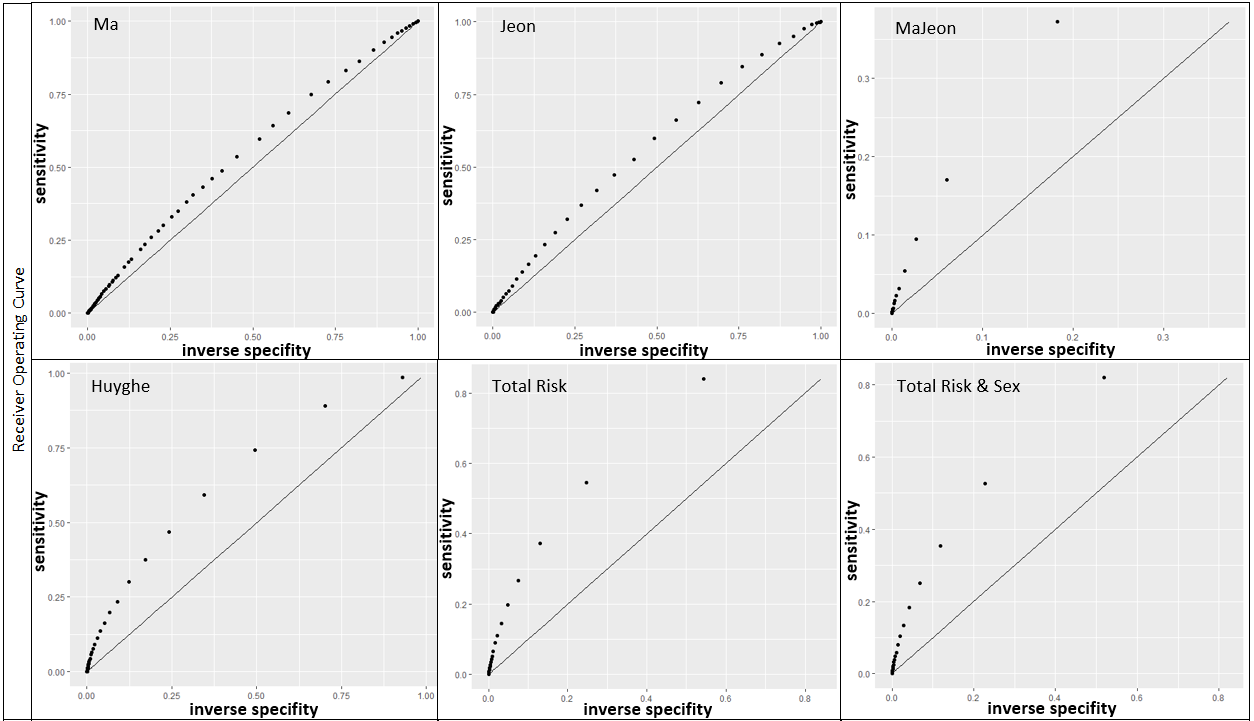 Receiver Operating Curve
Ma
1.00
0.75
0.50
0.25
0.00
sensitivity
0.00 0.25 0.50 0.75 1.00
inverse specifity
Jeon
1.00
0.75
0.50
0.25
0.00
sensitivity
0.00 0.25 0.50 0.75 1.00
inverse specifity
MaJeon
0.3
0.2
0.1
0.0
sensitivity
0.0 0.1 0.2 0.3
inverse specifity
Huyghe
1.00
0.75
0.50
0.25
0.00
sensitivity
0.00 0.25 0.50 0.75 1.00
inverse specifity
Total Risk
0.8
0.6
0.4
0.2
0.0
sensitivity
0.0 0.2 0.4 0.6 0.8
inverse specifity
Total Risk & Sex
0.8
0.6
0.4
0.2
0.0
sensitivity
0.0 0.2 0.4 0.6 0.8
inverse specifity